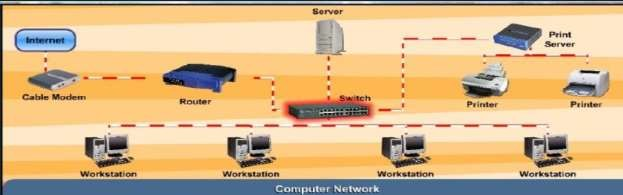 Server
Internet
Print
Server
Cable Modem
Router
Switch
Printer
Printer
Workstation
Workstation
Workstation
Workstation
Computer Network